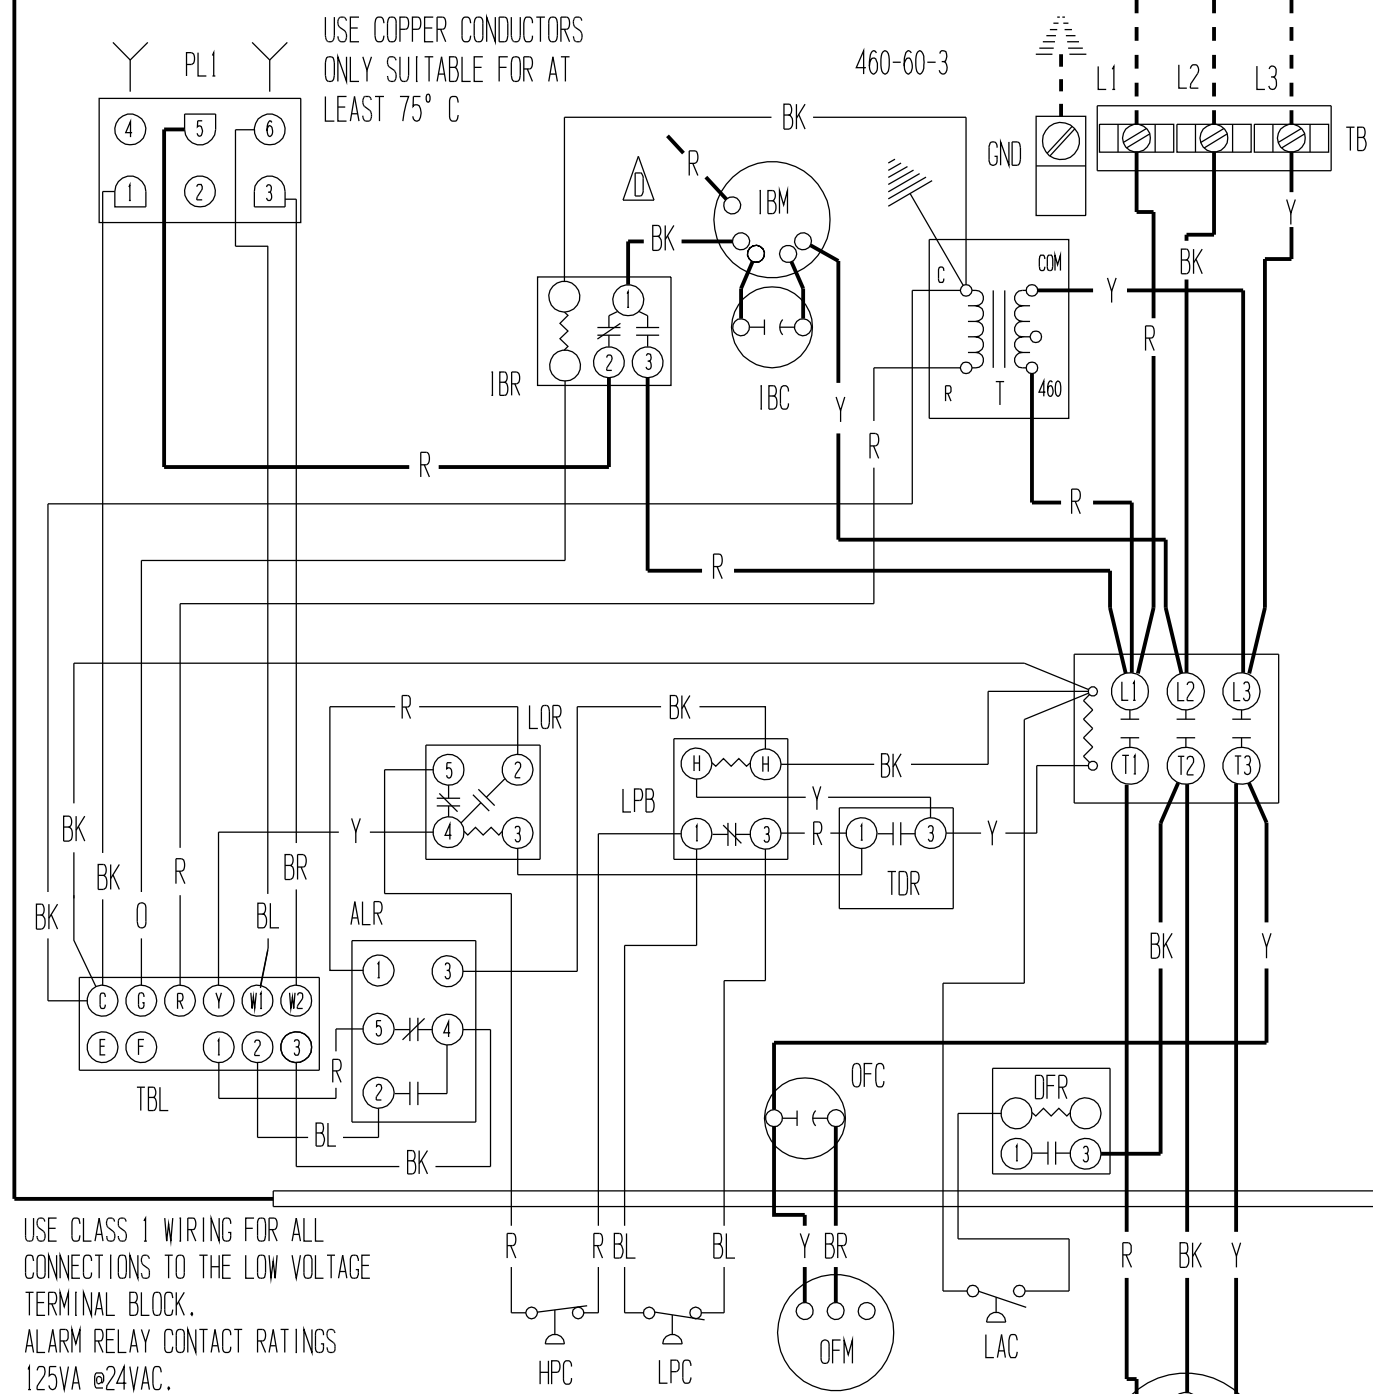 USE COPPER CONDUCTORS
ONLY SUITABLE FOR AT
LEAST 75° C
PL1
4 5 6
1 2 3
460-60-3
L1 L2 L3
GND
TB
BK
R
D
IBM
BK
IBC
IBR
1
2 3
C COM
R T 460
Y
Y
BK
R
Y
R
R
R
R
L1 L2 L3
T1 T2 T3
R
LOR
5 2
4 3
Y
BK
LPB
H H
1 3
BK
Y
R
1 3
TDR
Y
BK
BK
BK
O
R
BL
BR
C G R Y W1 W2
E F 1 2 3
TBL
ALR
1 3
5 4
2
R
BL
BK
BK
Y
OFC
DFR
1 3
R
R
BL
BL
Y
BR
R
BK
Y
HPC
LPC
OFM
LAC
USE CLASS 1 WIRING FOR ALL
CONNECTIONS TO THE LOW VOLTAGE
TERMINAL BLOCK.
ALARM RELAY CONTACT RATINGS
125VA @24VAC.